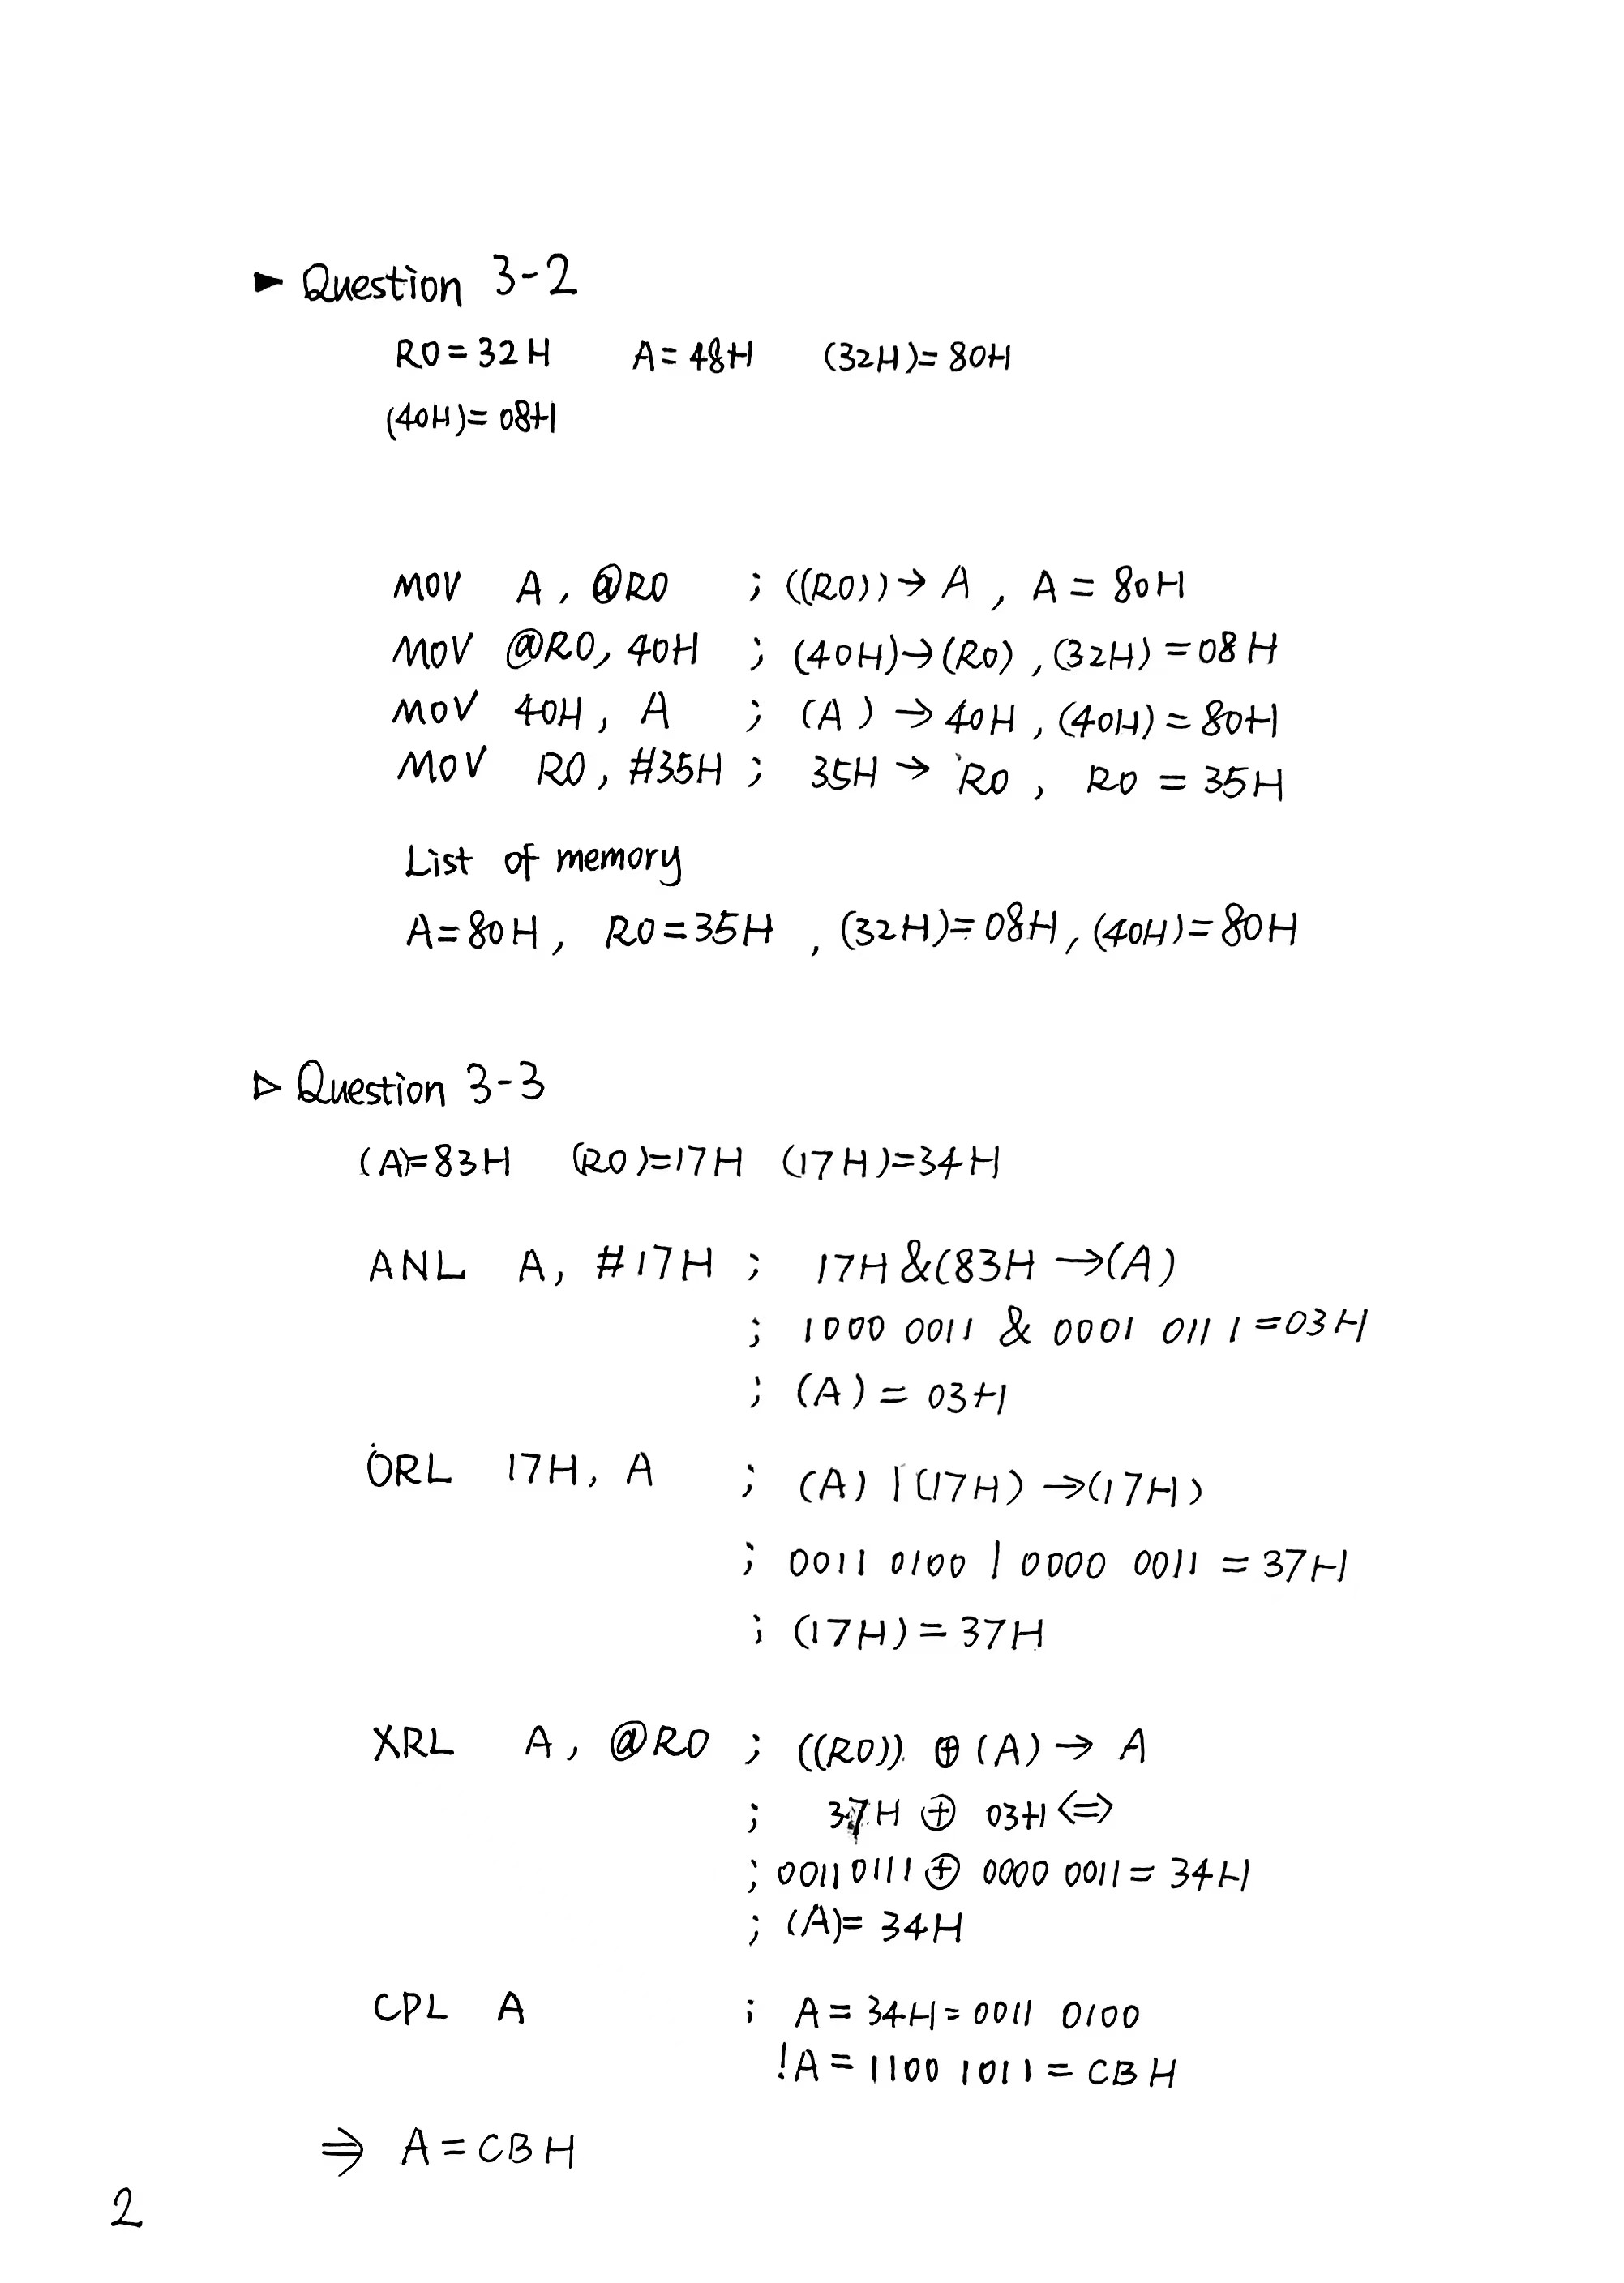 ► Question 3-2
R0=32H A=48H (32H)=80H
(40H)=08H
MOV A, @R0 ; ((R0))→A, A=80H
MOV @R0, 40H ; (40H)→(R0), (32H)=08H
MOV 40H, A ; (A)→40H, (40H)=80H
MOV R0, #35H ; 35H→R0, R0=35H
List of memory
A=80H, R0=35H, (32H)=08H, (40H)=80H
▷ Question 3-3
(A)=83H (R0)=17H (17H)=34H
ANL A, #17H ; 17H&(83H→(A)
; 1000 0011 & 0001 0111=03H
; (A)=03H
ORL 17H, A ; (A)|(17H)→(17H)
; 0011 0100 | 0000 0011=37H
; (17H)=37H
XRL A, @R0 ; ((R0))⊕(A)→A
; 37H⊕03H⇔
; 0011 0111⊕0000 0011=34H
; (A)=34H
CPL A ; A=34H=0011 0100
!A=1100 1011=CBH
⇒ A=CBH
2